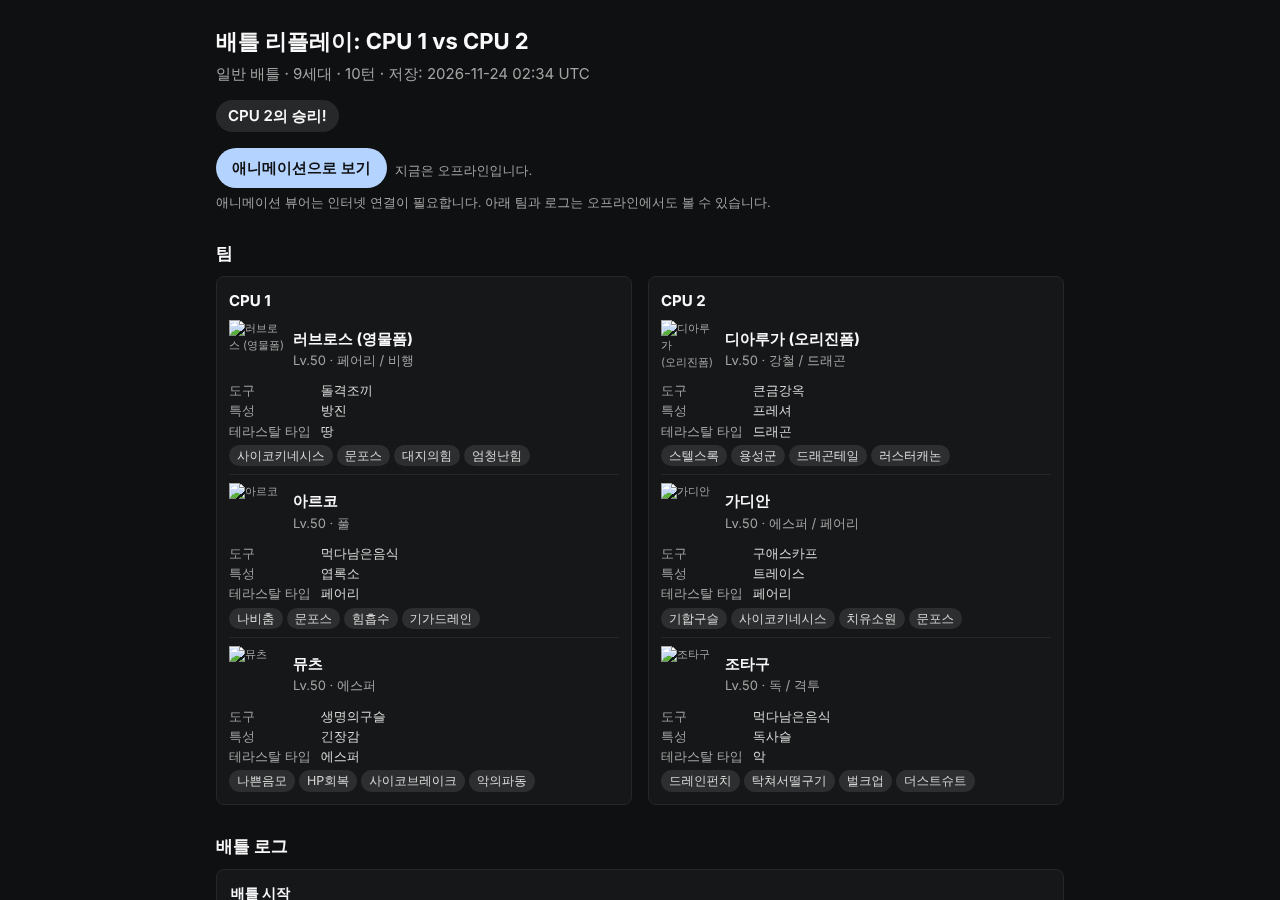 배틀 리플레이: CPU 1 vs CPU 2
일반 배틀 · 9세대 · 10턴 · 저장: 2026-11-24 02:34 UTC
CPU 2의 승리!
애니메이션으로 보기 지금은 오프라인입니다.
애니메이션 뷰어는 인터넷 연결이 필요합니다. 아래 팀과 로그는 오프라인에서도 볼 수 있습니다.
팀
CPU 1
러브로
스 (영물폼)
러브로스 (영물폼)
Lv.50 · 페어리 / 비행
도구 돌격조끼
특성 방진
테라스탈 타입 땅
사이코키네시스 문포스 대지의힘 엄청난힘
아르코
아르코
Lv.50 · 풀
도구 먹다남은음식
특성 엽록소
테라스탈 타입 페어리
나비춤 문포스 힘흡수 기가드레인
뮤츠
뮤츠
Lv.50 · 에스퍼
도구 생명의구슬
특성 긴장감
테라스탈 타입 에스퍼
나쁜음모 HP회복 사이코브레이크 악의파동
CPU 2
디아루
가
(오리진폼)
디아루가 (오리진폼)
Lv.50 · 강철 / 드래곤
도구 큰금강옥
특성 프레셔
테라스탈 타입 드래곤
스텔스록 용성군 드래곤테일 러스터캐논
가디안
가디안
Lv.50 · 에스퍼 / 페어리
도구 구애스카프
특성 트레이스
테라스탈 타입 페어리
기합구슬 사이코키네시스 치유소원 문포스
조타구
조타구
Lv.50 · 독 / 격투
도구 먹다남은음식
특성 독사슬
테라스탈 타입 악
드레인펀치 탁쳐서떨구기 벌크업 더스트슈트
배틀 로그
배틀 시작